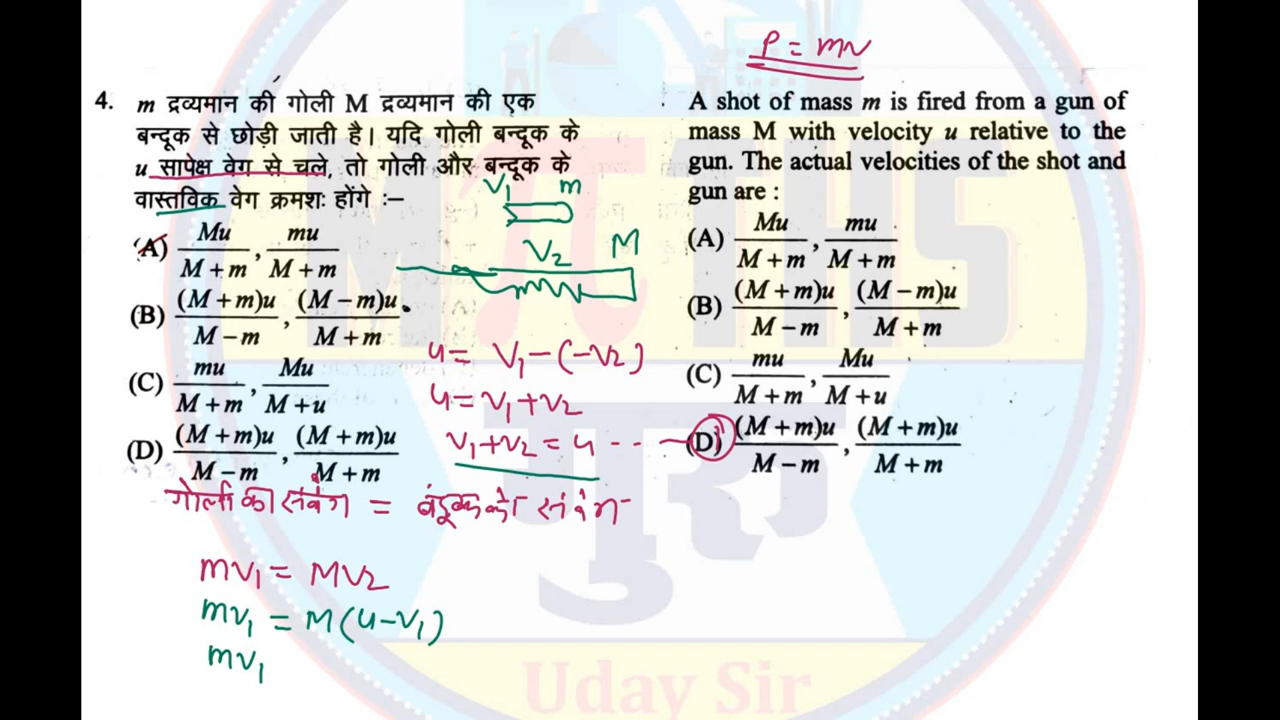 P = mv
4. m द्रव्यमान की गोली M द्रव्यमान की एक
बन्दूक से छोड़ी जाती है। यदि गोली बन्दूक के
u सापेक्ष वेग से चले, तो गोली और बन्दूक के
वास्तविक वेग क्रमशः होंगे :–
(A) Mu/(M+m), mu/(M+m)
(B) (M+m)u/(M–m), (M–m)u/(M+m)
(C) mu/(M+m), Mu/(M+u)
(D) (M+m)u/(M–m), (M+m)u/(M+m)
V1 m
V2 M
u = v1-(-v2)
u = v1+v2
v1+v2 = u --- (1)
गोली का संवेग = बंदूक का संवेग
mv1 = Mv2
mv1 = M(u-v1)
mv1
A shot of mass m is fired from a gun of
mass M with velocity u relative to the
gun. The actual velocities of the shot and
gun are :
(A) Mu/(M+m), mu/(M+m)
(B) (M+m)u/(M–m), (M–m)u/(M+m)
(C) mu/(M+m), Mu/(M+u)
(D) (M+m)u/(M–m), (M+m)u/(M+m)
MπTHS
गुरु
Uday Sir